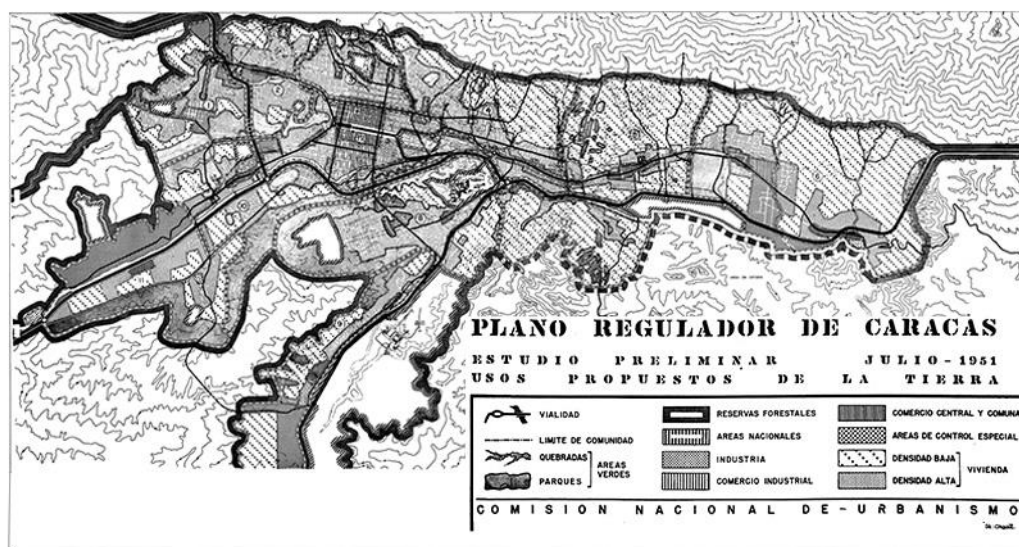 PLANO REGULADOR DE CARACAS
ESTUDIO PRELIMINAR JULIO-1951
USOS PROPUESTOS DE LA TIERRA
VIALIDAD
LIMITE DE COMUNIDAD
QUEBRADAS
PARQUES
AREAS
VERDES
RESERVAS FORESTALES
AREAS NACIONALES
INDUSTRIA
COMERCIO INDUSTRIAL
COMERCIO CENTRAL Y COMUNA
AREAS DE CONTROL ESPECIAL
DENSIDAD BAJA
DENSIDAD ALTA
VIVIENDA
COMISION NACIONAL DE-URBANISMO